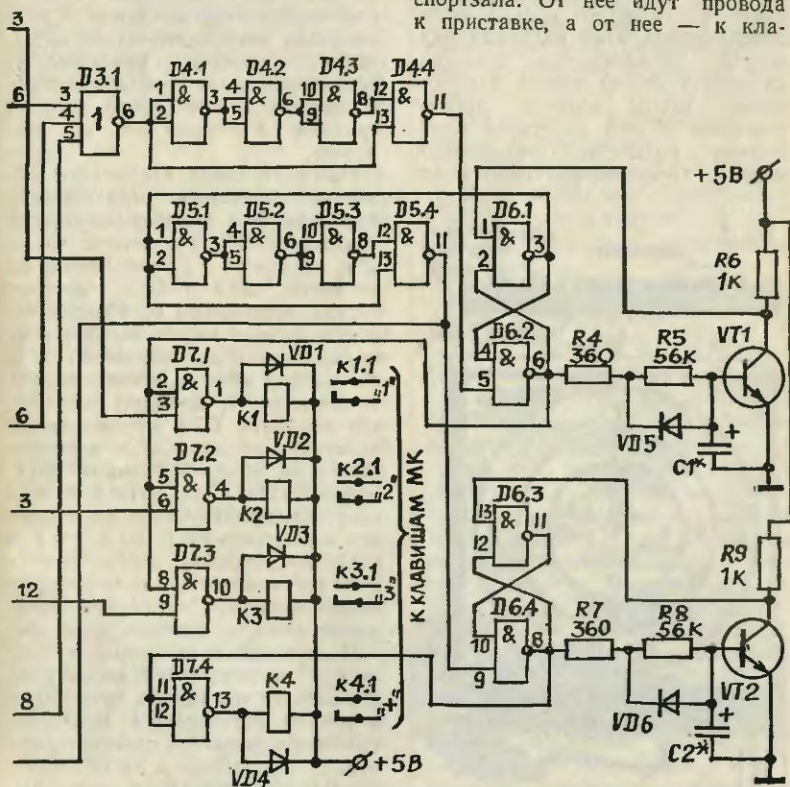 спортзала. От нее идут провода
к приставке, а от нее — к кла-
3
6
D3.1
3
4
5
1
6
D4.1
1
2
&
3
D4.2
4
5
&
6
D4.3
10
9
&
8
D4.4
12
13
&
11
D5.1
1
2
&
3
D5.2
4
5
&
6
D5.3
10
9
&
8
D5.4
12
13
&
11
D6.1
1
2
&
3
D6.2
4
5
&
6
R4
360
R5
56К
VD5
C1*
+
VT1
+5В
R6
1к
6
3
12
8
D7.1
2
3
&
1
VD1
К1
к1.1
"1"
D7.2
5
6
&
4
VD2
К2
к2.1
"2"
D7.3
8
9
&
10
VD3
К3
к3.1
"3"
D7.4
11
12
&
13
К4
VD4
к4.1
"+"
+5В
К КЛАВИШАМ МК
D6.3
13
12
&
11
D6.4
10
9
&
8
R7
360
R8
56К
VD6
C2*
+
VT2
R9
1к